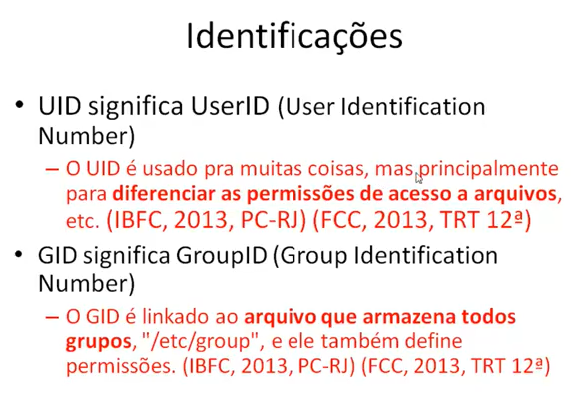 Identificações
• UID significa UserID (User Identification
Number)
– O UID é usado pra muitas coisas, mas principalmente
para diferenciar as permissões de acesso a arquivos,
etc. (IBFC, 2013, PC-RJ) (FCC, 2013, TRT 12ª)
• GID significa GroupID (Group Identification
Number)
– O GID é linkado ao arquivo que armazena todos
grupos, "/etc/group", e ele também define
permissões. (IBFC, 2013, PC-RJ) (FCC, 2013, TRT 12ª)